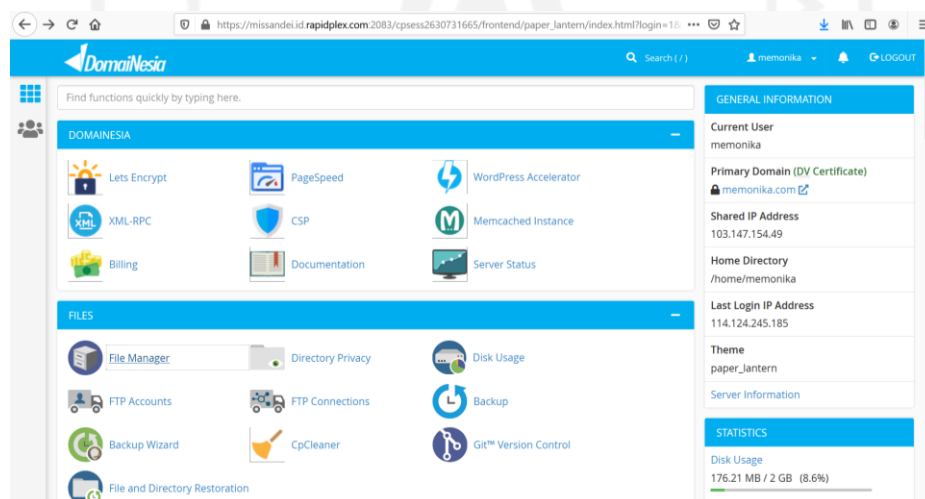 https://missandei.id.rapidplex.com:2083/cpsess2630731665/frontend/paper_lantern/index.html?login=1&
DomaiNesia
Search ( / )
memonika
LOGOUT
Find functions quickly by typing here.
DOMAINESIA
Lets Encrypt
PageSpeed
WordPress Accelerator
XML
XML-RPC
CSP
M
Memcached Instance
Billing
Documentation
Server Status
FILES
File Manager
Directory Privacy
Disk Usage
FTP Accounts
FTP Connections
Backup
Backup Wizard
CpCleaner
Git™ Version Control
File and Directory Restoration
GENERAL INFORMATION
Current User
memonika
Primary Domain (DV Certificate)
memonika.com
Shared IP Address
103.147.154.49
Home Directory
/home/memonika
Last Login IP Address
114.124.245.185
Theme
paper_lantern
Server Information
STATISTICS
Disk Usage
176.21 MB / 2 GB (8.6%)